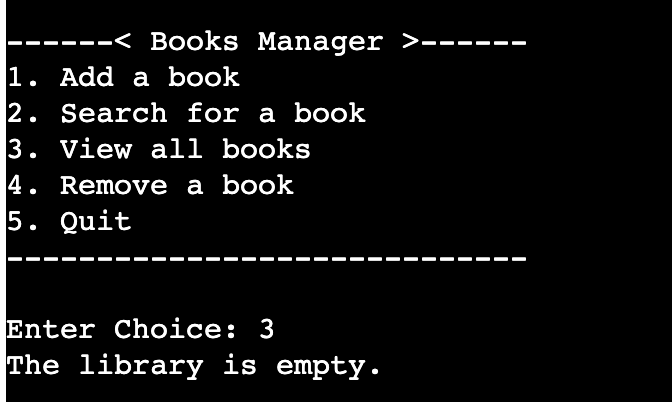 ------< Books Manager >------
1. Add a book
2. Search for a book
3. View all books
4. Remove a book
5. Quit
-----------------------------
Enter Choice: 3
The library is empty.